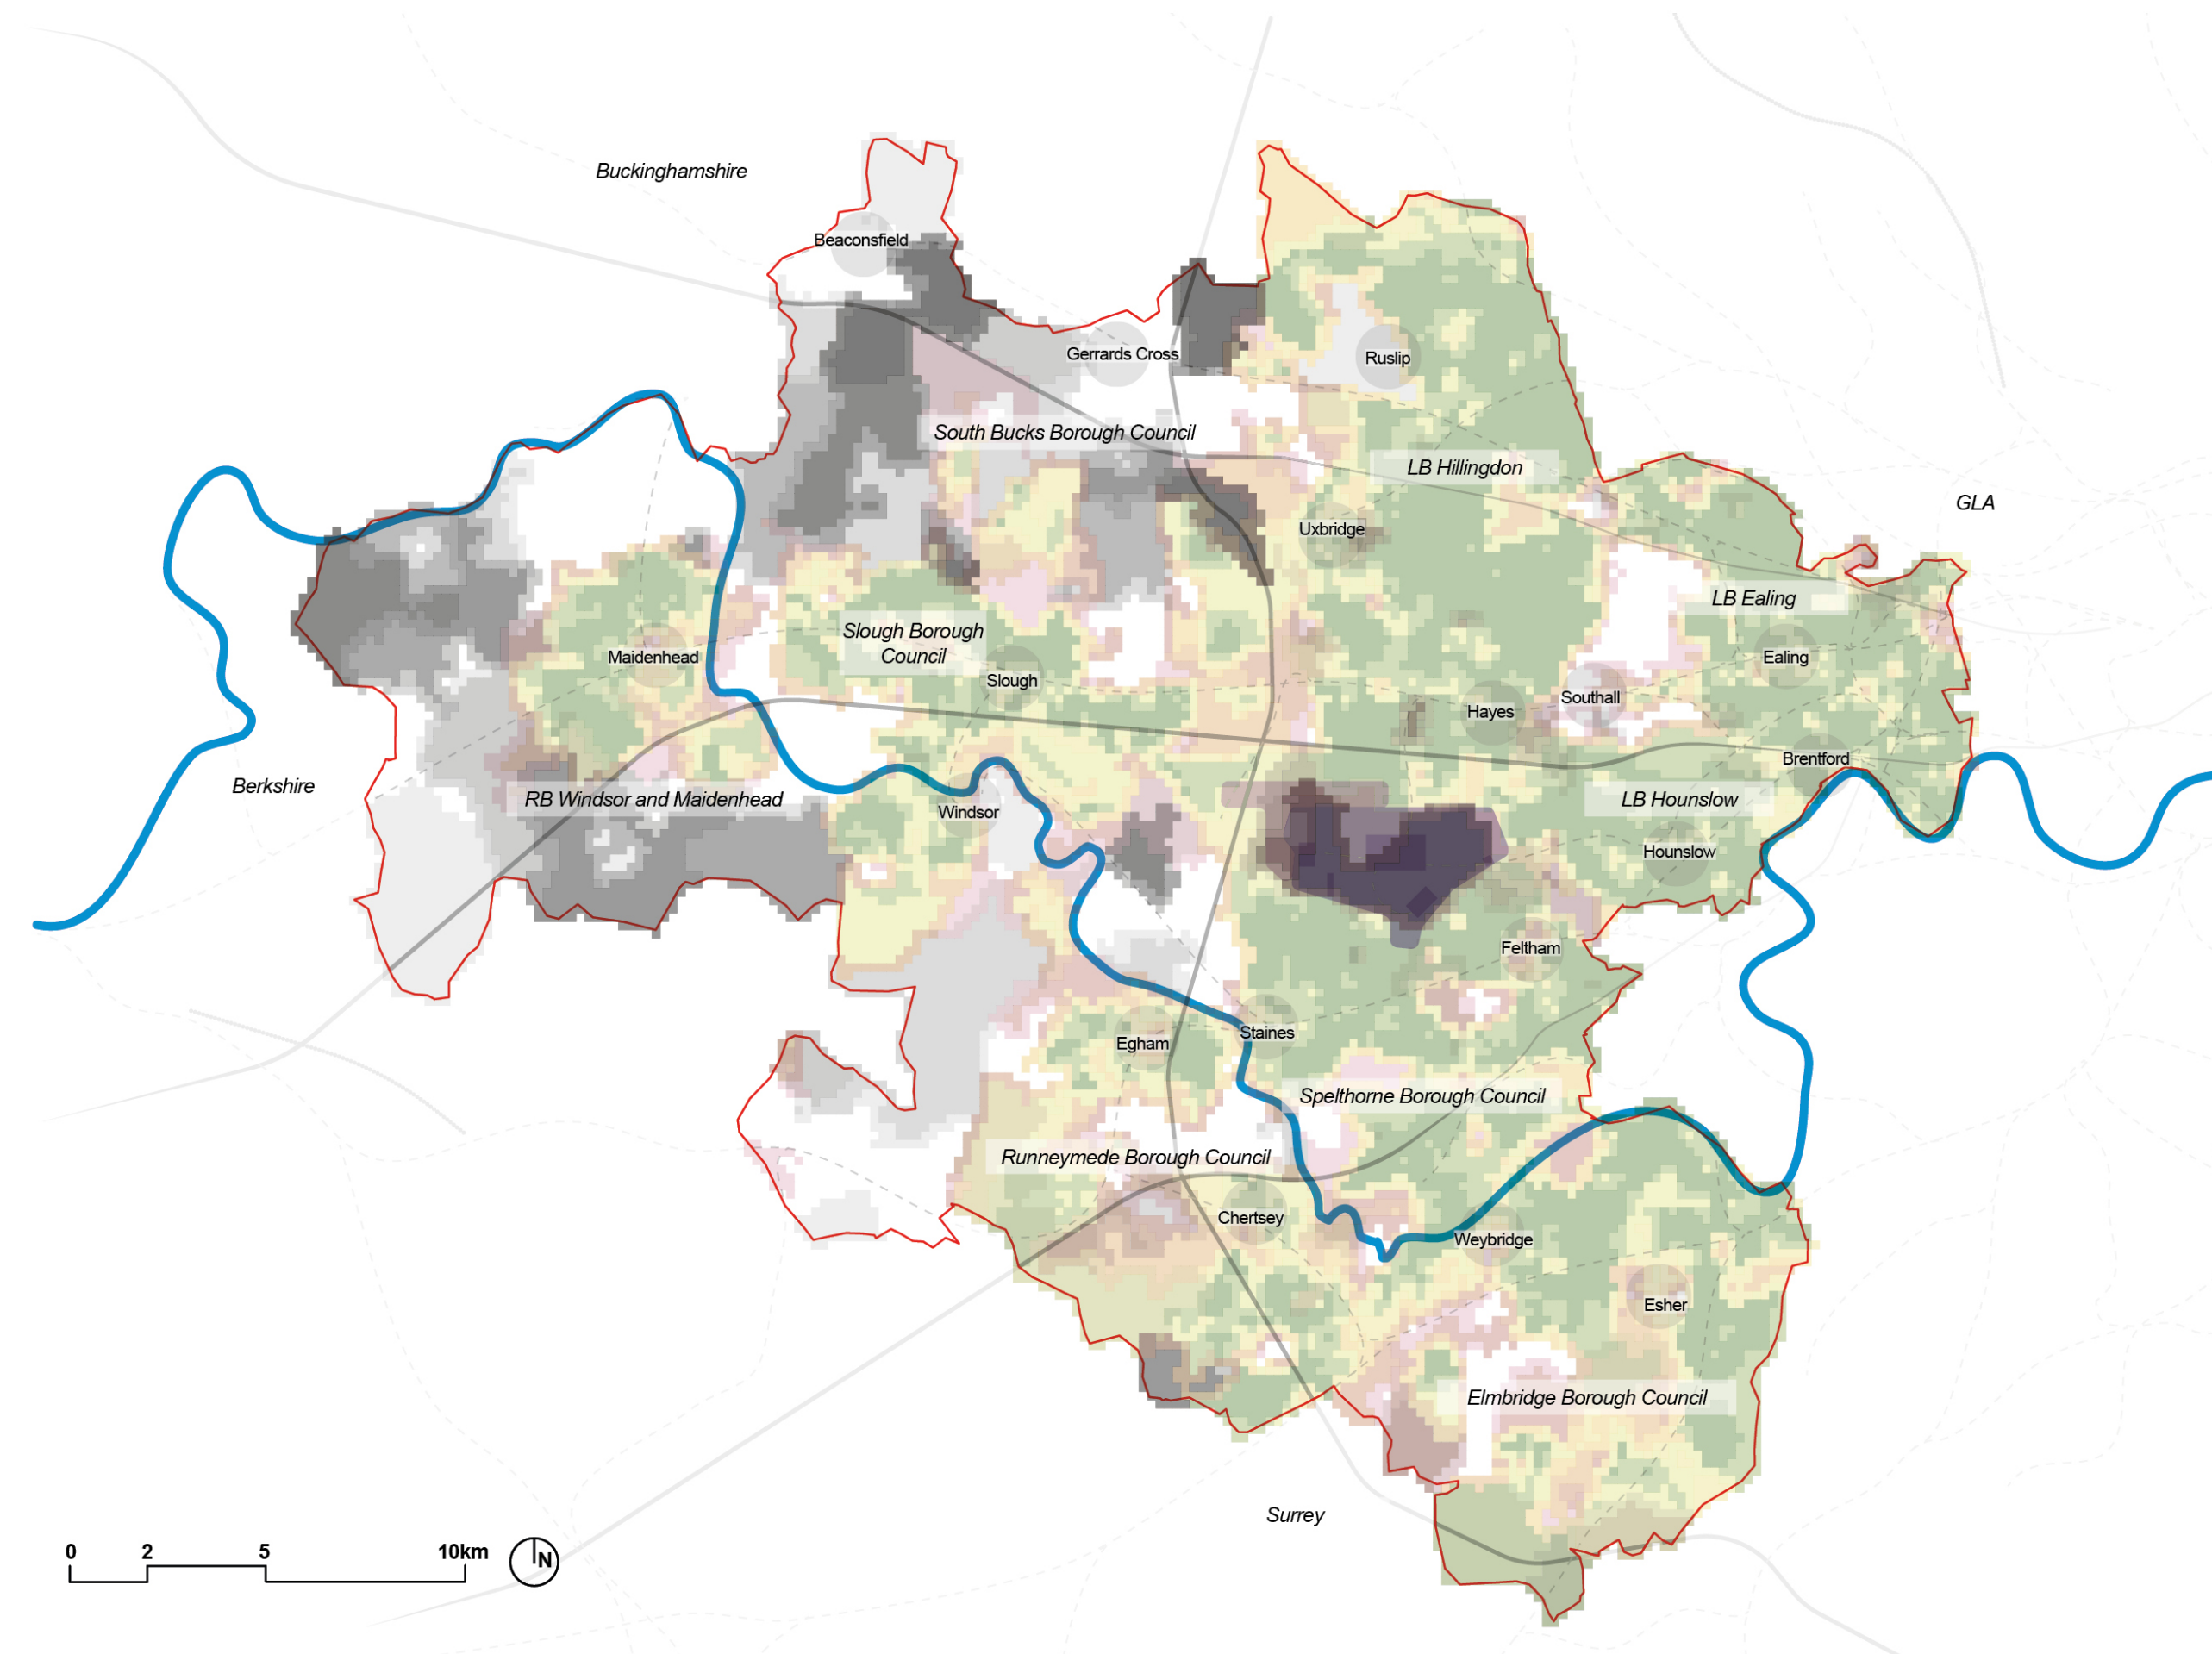 Buckinghamshire
Beaconsfield
Gerrards Cross
Ruslip
South Bucks Borough Council
LB Hillingdon
GLA
Uxbridge
LB Ealing
Slough Borough
Council
Maidenhead
Ealing
Slough
Southall
Hayes
Brentford
Berkshire
RB Windsor and Maidenhead
LB Hounslow
Windsor
Hounslow
Feltham
Staines
Egham
Spelthorne Borough Council
Runneymede Borough Council
Chertsey
Weybridge
Esher
Elmbridge Borough Council
Surrey
0 2 5 10km
N